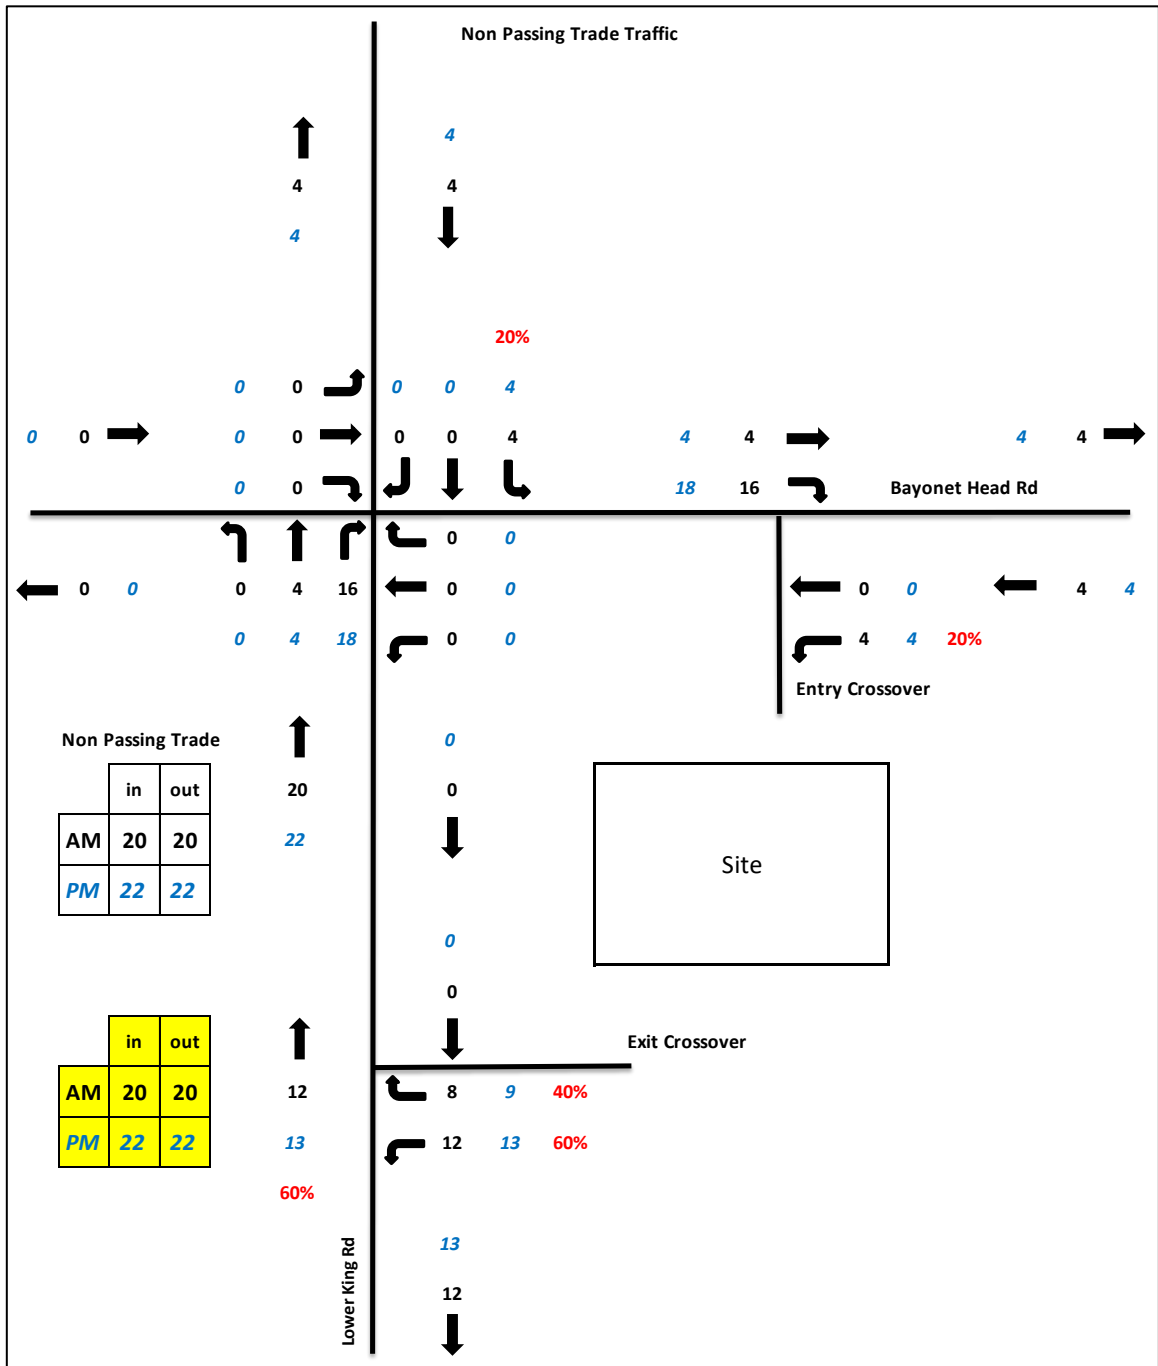 Non Passing Trade Traffic
4
4 4
4
20%
0 0 0 0 4
0 0 0 0 0 0 4 4 4 4 4
0 0 18 16 Bayonet Head Rd
0 0
0 0 0 4 16 0 0 0 0 4 4
0 4 18 0 0 4 4 20%
Entry Crossover
Non Passing Trade 0
in out 20 0
AM 20 20 22
Site
PM 22 22
0
0
in out Exit Crossover
AM 20 20 12 8 9 40%
PM 22 22 13 12 13 60%
60%
13
Lower King Rd
12